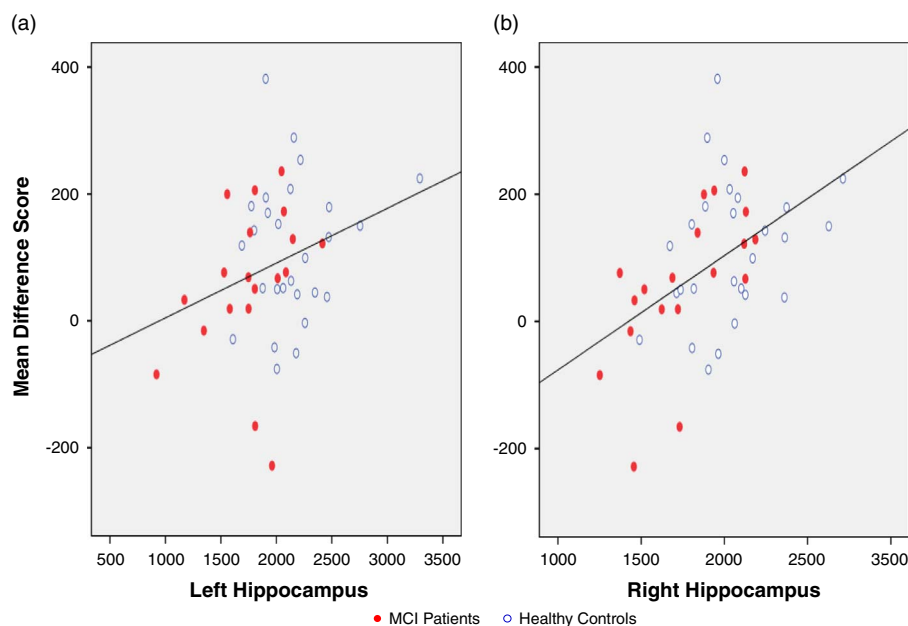 (a)
Mean Difference Score
400
200
0
-200
500 1000 1500 2000 2500 3000 3500
Left Hippocampus
(b)
400
200
0
-200
1000 1500 2000 2500 3500
Right Hippocampus
MCI Patients Healthy Controls